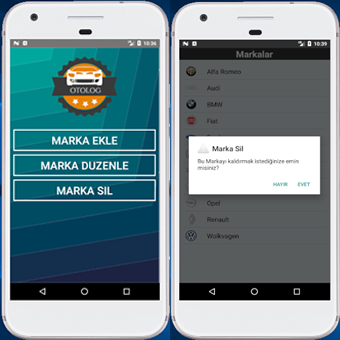 10:36
OTOLOG
MARKA EKLE
MARKA DUZENLE
MARKA SIL
10:39
Markalar
Alfa Romeo
Audi
BMW
Fiat
Marka Sil
Bu Markayı kaldırmak istediğinize emin
misiniz?
HAYIR EVET
Opel
Renault
Wolkvagen